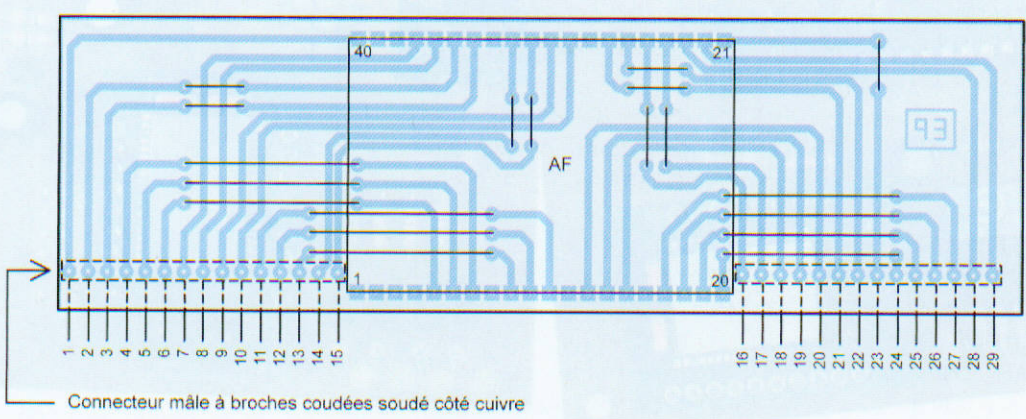 40 21
AF
1 20
1 2 3 4 5 6 7 8 9 10 11 12 13 14 15 16 17 18 19 20 21 22 23 24 25 26 27 28 29
Connecteur mâle à broches coudées soudé côté cuivre